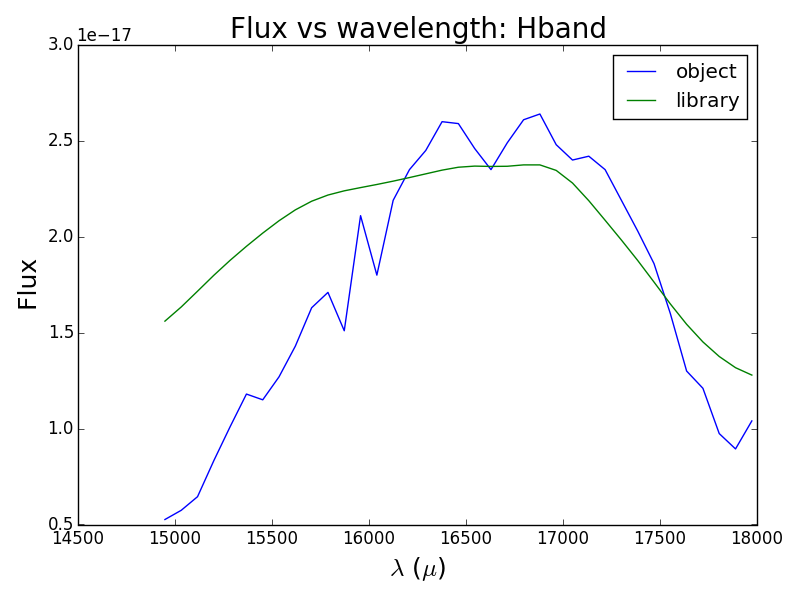 Flux vs wavelength: Hband
1e−17
3.0
2.5
2.0
1.5
1.0
0.5
Flux
object
library
14500 15000 15500 16000 16500 17000 17500 18000
λ (μ)